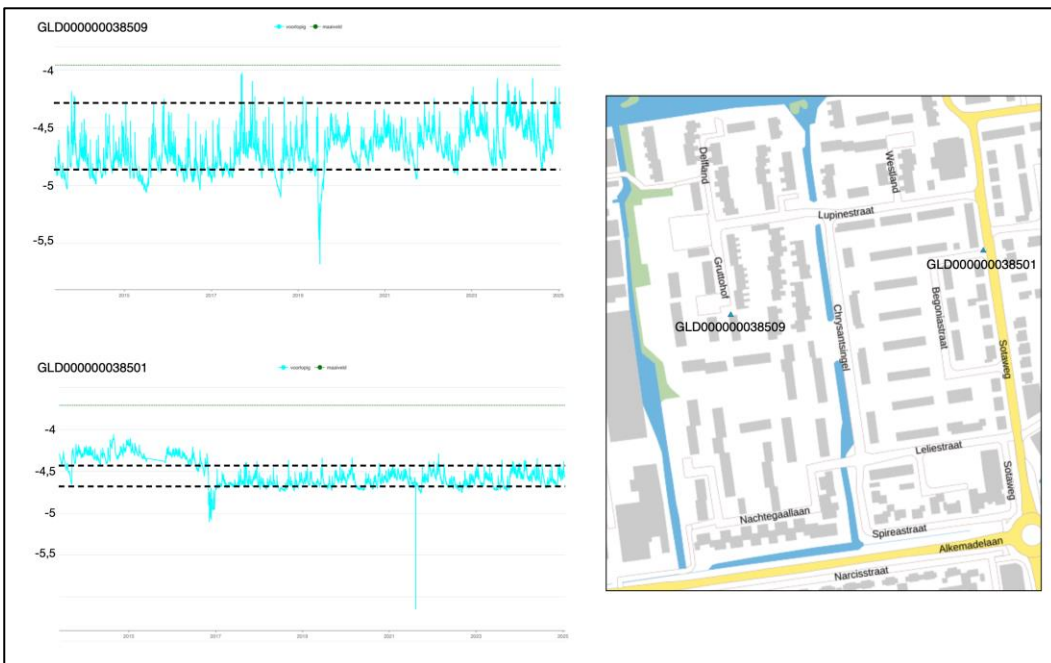 GLD000000038509
voorlopig maaiveld
-4
-4,5
-5
-5,5
2015 2017 2019 2021 2023 2025
GLD000000038501
voorlopig maaiveld
-4
-4,5
-5
-5,5
2015 2017 2019 2021 2023 2025
Delfland
Westland
Lupinestraat
Gruttohof
GLD000000038501
GLD000000038509
Chrysantsingel
Begoniastraat
Sotaweg
Leliestraat
Sotaweg
Nachtegaallaan
Spireastraat
Alkemadelaan
Narcisstraat